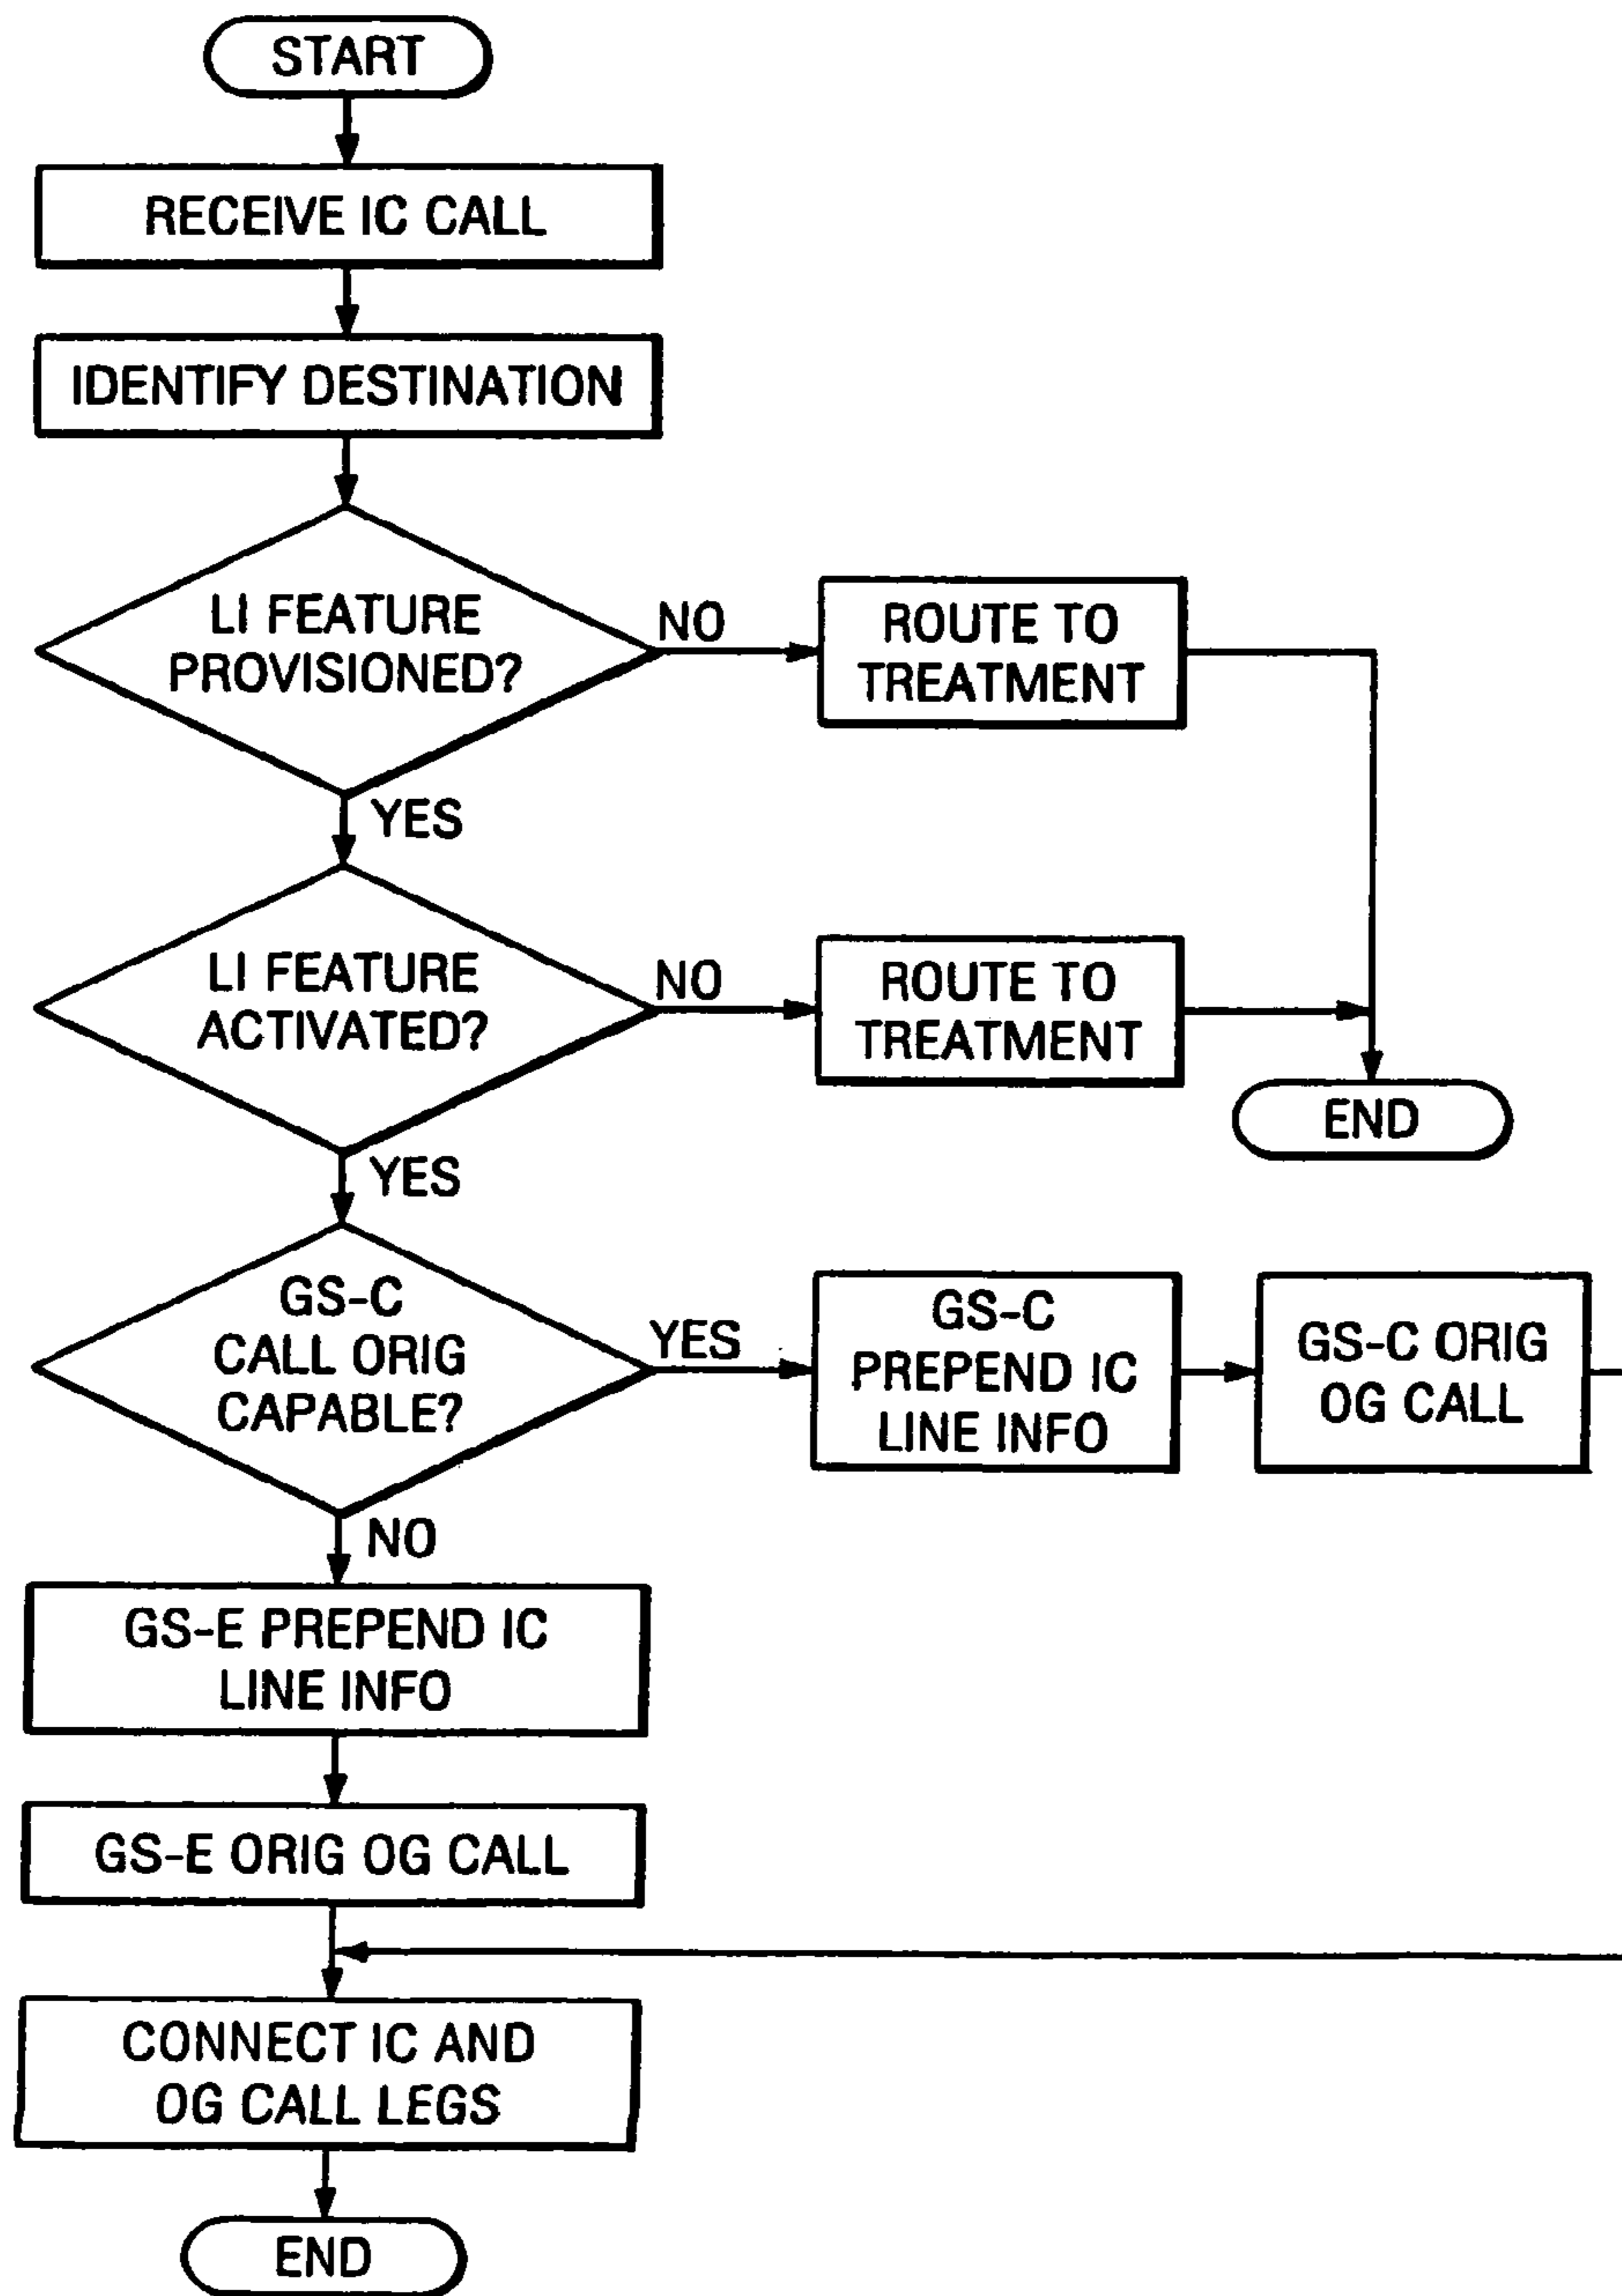 START
RECEIVE IC CALL
IDENTIFY DESTINATION
LI FEATURE
PROVISIONED?
NO
ROUTE TO
TREATMENT
YES
LI FEATURE
ACTIVATED?
NO
ROUTE TO
TREATMENT
END
YES
GS-C
CALL ORIG
CAPABLE?
YES
GS-C
PREPEND IC
LINE INFO
GS-C ORIG
OG CALL
NO
GS-E PREPEND IC
LINE INFO
GS-E ORIG OG CALL
CONNECT IC AND
OG CALL LEGS
END